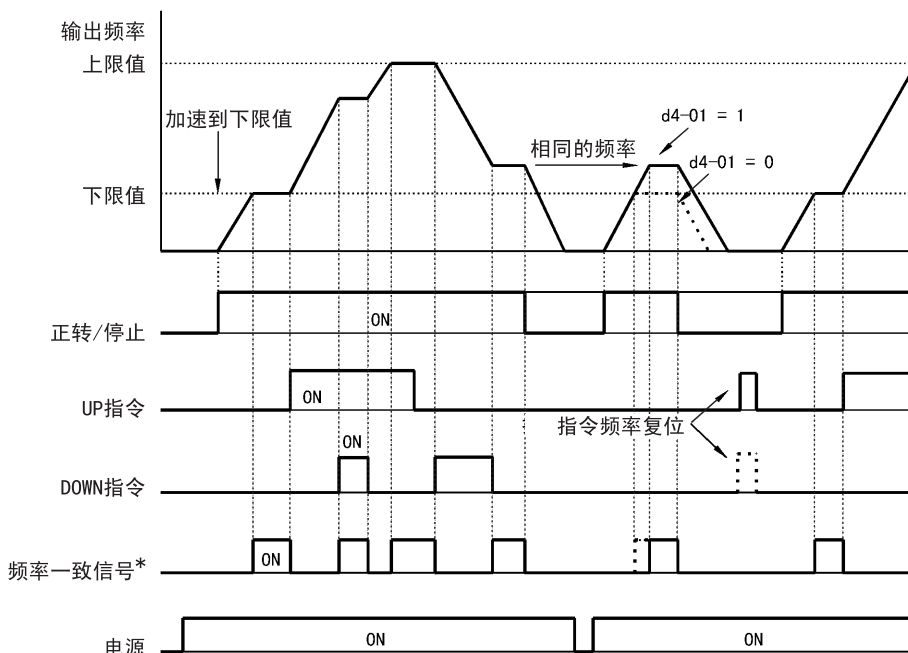 输出频率
上限值
加速到下限值
d4-01 = 1
相同的频率
d4-01 = 0
下限值
正转/停止
ON
UP指令
ON
指令频率复位
ON
DOWN指令
频率一致信号*
ON
电源
ON
ON